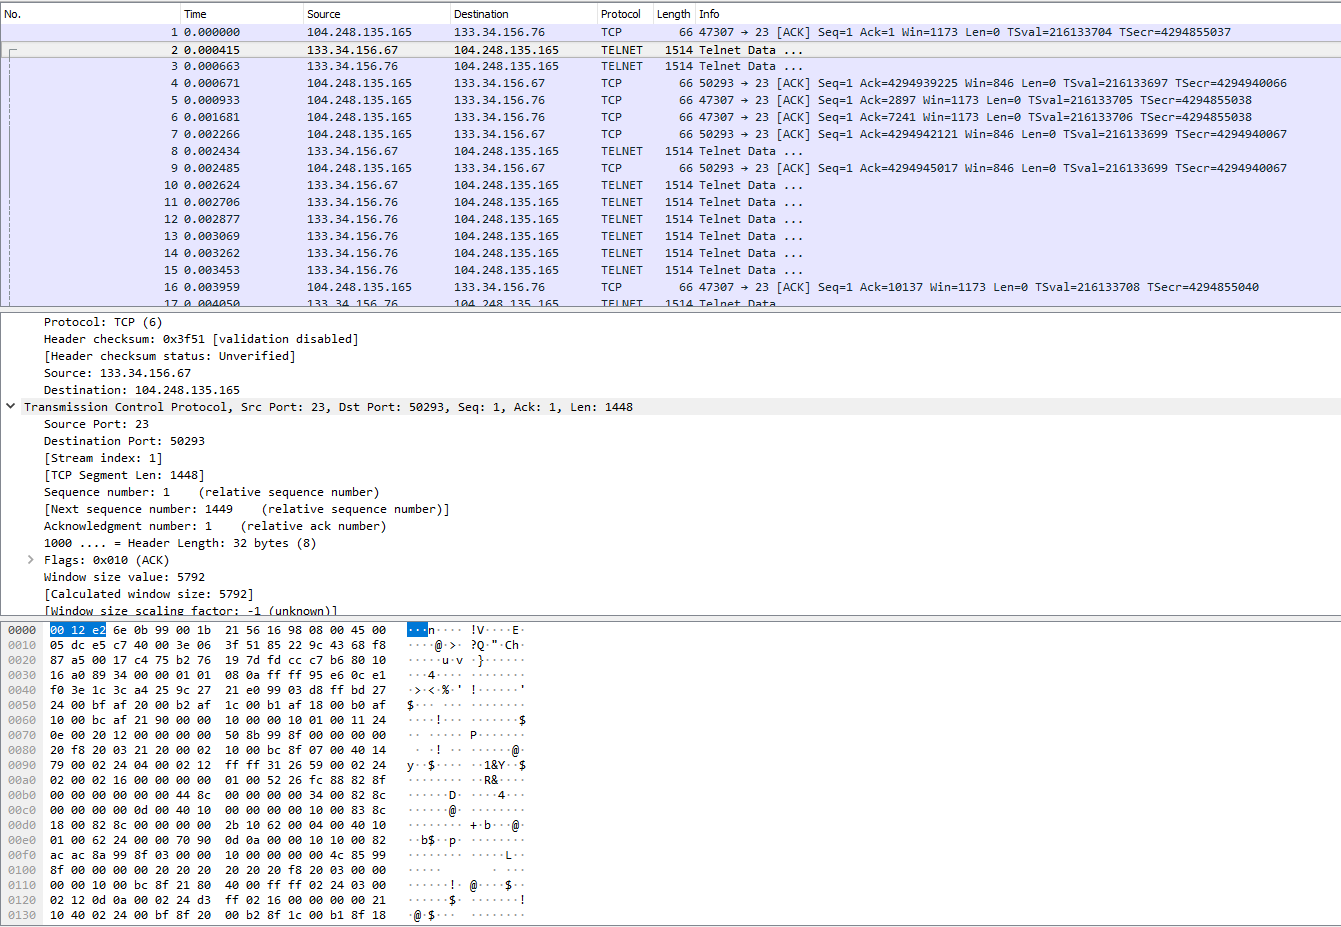 No. Time Source Destination Protocol Length Info
1 0.000000 104.248.135.165 133.34.156.76 TCP 66 47307 → 23 [ACK] Seq=1 Ack=1 Win=1173 Len=0 TSval=216133704 TSecr=4294855037
2 0.000415 133.34.156.67 104.248.135.165 TELNET 1514 Telnet Data ...
3 0.000663 133.34.156.76 104.248.135.165 TELNET 1514 Telnet Data ...
4 0.000671 104.248.135.165 133.34.156.67 TCP 66 50293 → 23 [ACK] Seq=1 Ack=4294939225 Win=846 Len=0 TSval=216133697 TSecr=4294940066
5 0.000933 104.248.135.165 133.34.156.76 TCP 66 47307 → 23 [ACK] Seq=1 Ack=2897 Win=1173 Len=0 TSval=216133705 TSecr=4294855038
6 0.001681 104.248.135.165 133.34.156.76 TCP 66 47307 → 23 [ACK] Seq=1 Ack=7241 Win=1173 Len=0 TSval=216133706 TSecr=4294855038
7 0.002266 104.248.135.165 133.34.156.67 TCP 66 50293 → 23 [ACK] Seq=1 Ack=4294942121 Win=846 Len=0 TSval=216133699 TSecr=4294940067
8 0.002434 133.34.156.67 104.248.135.165 TELNET 1514 Telnet Data ...
9 0.002485 104.248.135.165 133.34.156.67 TCP 66 50293 → 23 [ACK] Seq=1 Ack=4294945017 Win=846 Len=0 TSval=216133699 TSecr=4294940067
10 0.002624 133.34.156.67 104.248.135.165 TELNET 1514 Telnet Data ...
11 0.002706 133.34.156.76 104.248.135.165 TELNET 1514 Telnet Data ...
12 0.002877 133.34.156.76 104.248.135.165 TELNET 1514 Telnet Data ...
13 0.003069 133.34.156.76 104.248.135.165 TELNET 1514 Telnet Data ...
14 0.003262 133.34.156.76 104.248.135.165 TELNET 1514 Telnet Data ...
15 0.003453 133.34.156.76 104.248.135.165 TELNET 1514 Telnet Data ...
16 0.003959 104.248.135.165 133.34.156.76 TCP 66 47307 → 23 [ACK] Seq=1 Ack=10137 Win=1173 Len=0 TSval=216133708 TSecr=4294855040
17 0.004050 133.34.156.76 104.248.135.165 TELNET 1514 Telnet Data
Protocol: TCP (6)
Header checksum: 0x3f51 [validation disabled]
[Header checksum status: Unverified]
Source: 133.34.156.67
Destination: 104.248.135.165
Transmission Control Protocol, Src Port: 23, Dst Port: 50293, Seq: 1, Ack: 1, Len: 1448
Source Port: 23
Destination Port: 50293
[Stream index: 1]
[TCP Segment Len: 1448]
Sequence number: 1 (relative sequence number)
[Next sequence number: 1449 (relative sequence number)]
Acknowledgment number: 1 (relative ack number)
1000 .... = Header Length: 32 bytes (8)
Flags: 0x010 (ACK)
Window size value: 5792
[Calculated window size: 5792]
[Window size scaling factor: -1 (unknown)]
0000 00 12 e2 6e 0b 99 00 1b 21 56 16 98 08 00 45 00 ···n···· !V····E·
0010 05 dc e5 c7 40 00 3e 06 3f 51 85 22 9c 43 68 f8 ····@·>· ?Q·"·Ch·
0020 87 a5 00 17 c4 75 b2 76 19 7d fd cc c7 b6 80 10 ·····u·v ·}······
0030 16 a0 89 34 00 00 01 01 08 0a ff ff 95 e6 0c e1 ···4···· ········
0040 f0 3e 1c 3c a4 25 9c 27 21 e0 99 03 d8 ff bd 27 ·>·<·%·' !······'
0050 24 00 bf af 20 00 b2 af 1c 00 b1 af 18 00 b0 af $··· ··· ········
0060 10 00 bc af 21 90 00 00 10 00 00 10 01 00 11 24 ····!··· ·······$
0070 0e 00 20 12 00 00 00 00 50 8b 99 8f 00 00 00 00 ·· ····· P·······
0080 20 f8 20 03 21 20 00 02 10 00 bc 8f 07 00 40 14 · ·! ·· ······@·
0090 79 00 02 24 04 00 02 12 ff ff 31 26 59 00 02 24 y··$···· ··1&Y··$
00a0 02 00 02 16 00 00 00 00 01 00 52 26 fc 88 82 8f ········ ··R&····
00b0 00 00 00 00 00 00 44 8c 00 00 00 00 34 00 82 8c ······D· ····4···
00c0 00 00 00 00 0d 00 40 10 00 00 00 00 10 00 83 8c ······@· ········
00d0 18 00 82 8c 00 00 00 00 2b 10 62 00 04 00 40 10 ········ +·b···@·
00e0 01 00 62 24 00 00 70 90 0d 0a 00 00 10 10 00 82 ··b$··p· ········
00f0 ac ac 8a 99 8f 03 00 00 10 00 00 00 00 4c 85 99 ········ ·····L··
0100 8f 00 00 00 00 20 20 20 20 20 20 f8 20 03 00 00 ····· · ···
0110 00 00 10 00 bc 8f 21 80 40 00 ff ff 02 24 03 00 ······!· @····$··
0120 02 12 0d 0a 00 02 24 d3 ff 02 16 00 00 00 00 21 ······$· ·······!
0130 10 40 02 24 00 bf 8f 20 00 b2 8f 1c 00 b1 8f 18 ·@·$··· ········